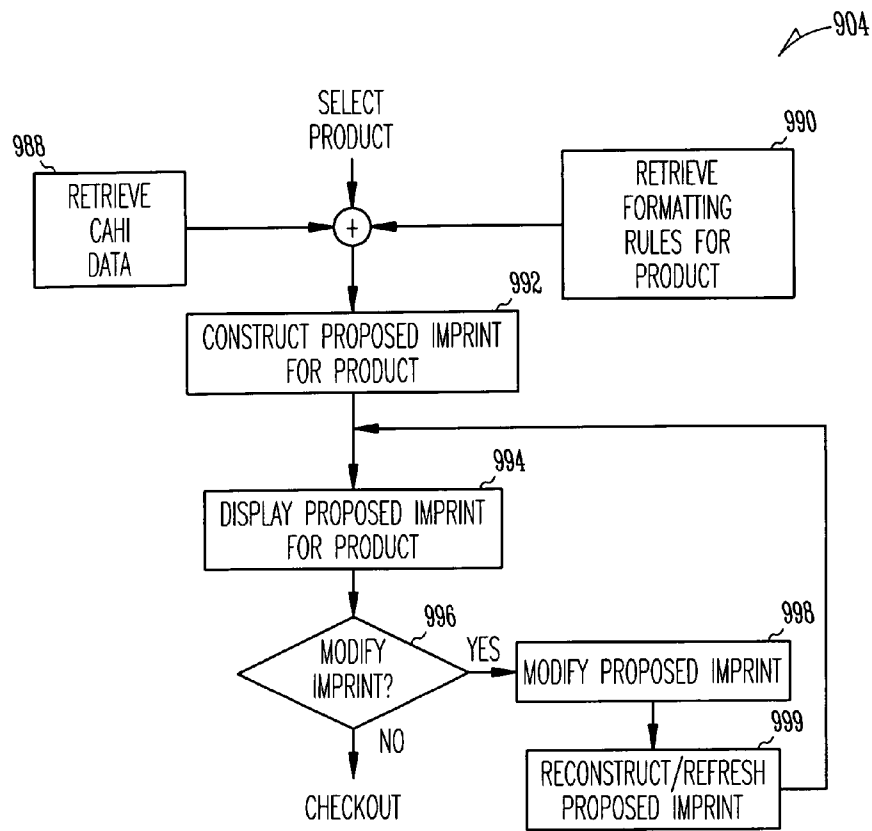 904
SELECT
PRODUCT
988
RETRIEVE
CAHI
DATA
+
990
RETRIEVE
FORMATTING
RULES FOR
PRODUCT
992
CONSTRUCT PROPOSED IMPRINT
FOR PRODUCT
994
DISPLAY PROPOSED IMPRINT
FOR PRODUCT
996
MODIFY
IMPRINT?
YES
998
MODIFY PROPOSED IMPRINT
NO
999
RECONSTRUCT/REFRESH
PROPOSED IMPRINT
CHECKOUT